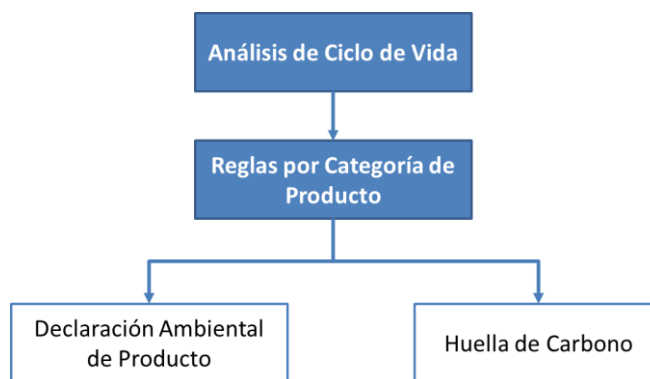 Análisis de Ciclo de Vida
Reglas por Categoría de
Producto
Declaración Ambiental
de Producto
Huella de Carbono